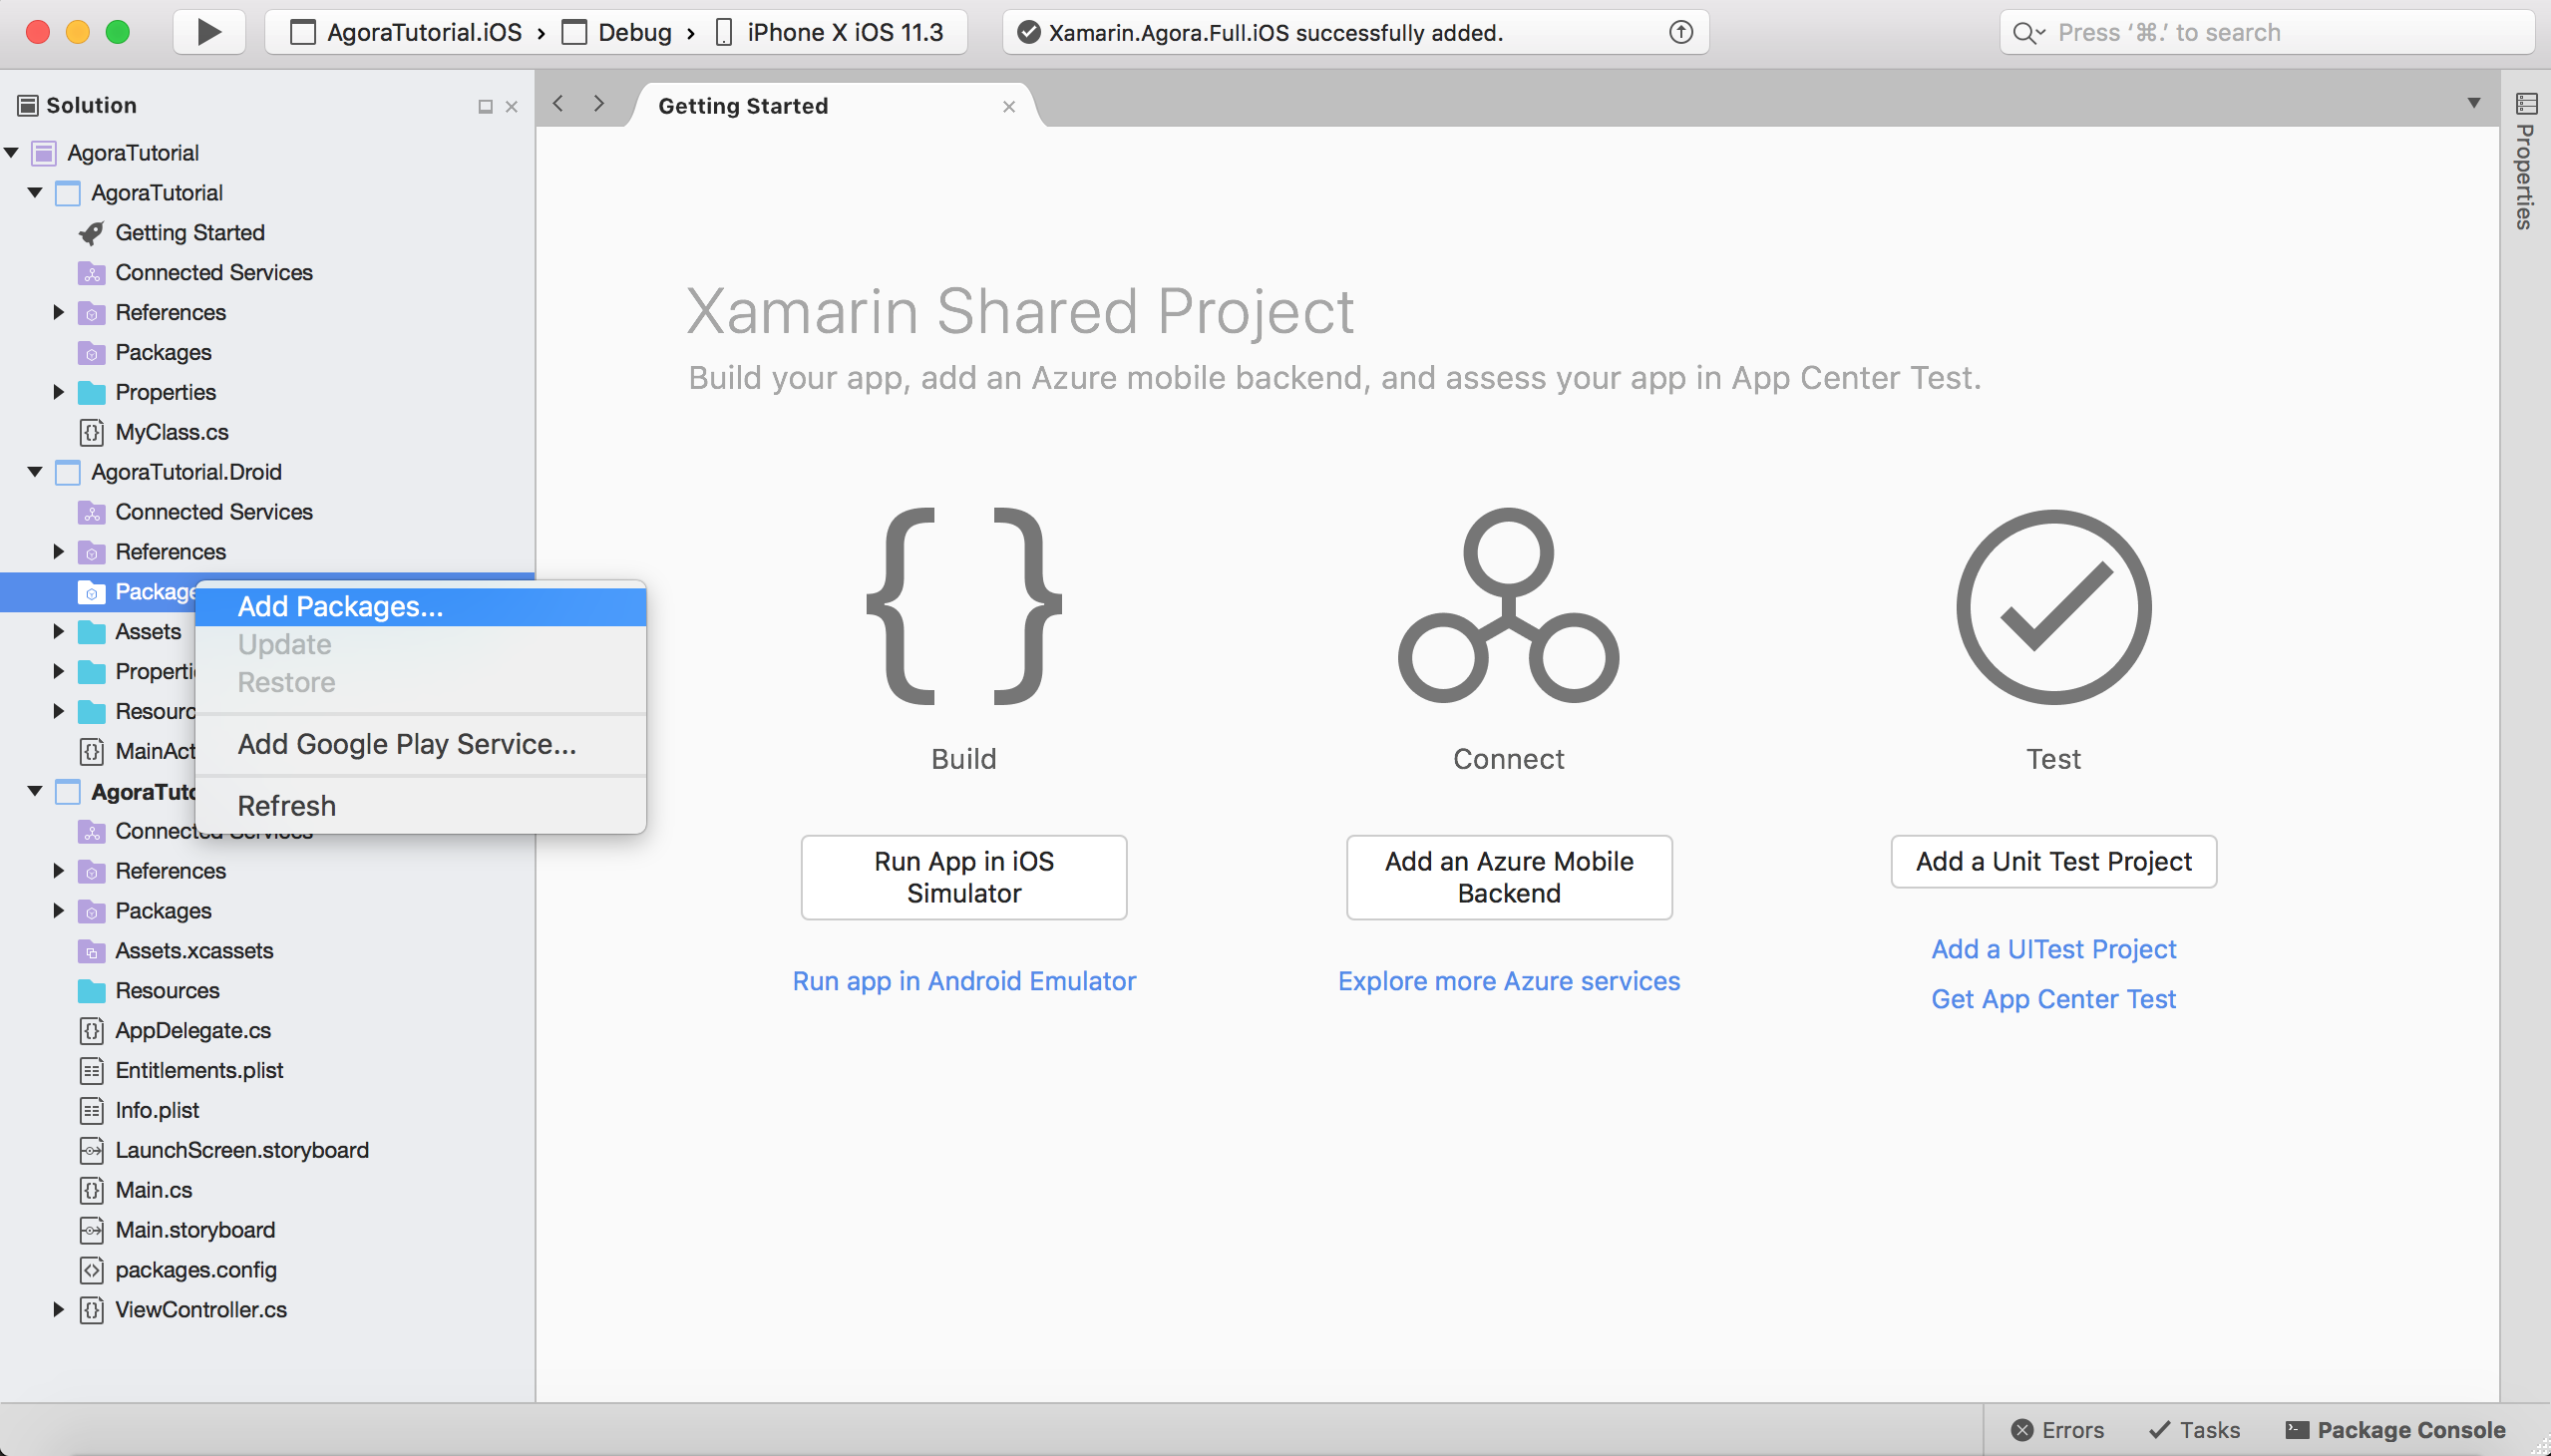 AgoraTutorial.iOS › Debug › iPhone X iOS 11.3
Xamarin.Agora.Full.iOS successfully added.
Press ‘⌘.’ to search
Solution
Getting Started
Properties
AgoraTutorial
AgoraTutorial
Getting Started
Connected Services
References
Packages
Properties
MyClass.cs
AgoraTutorial.Droid
Connected Services
References
Package
Assets
Properti
Resourc
MainAct
AgoraTuto
Connected Services
References
Packages
Assets.xcassets
Resources
AppDelegate.cs
Entitlements.plist
Info.plist
LaunchScreen.storyboard
Main.cs
Main.storyboard
packages.config
ViewController.cs
Add Packages...
Update
Restore
Add Google Play Service...
Refresh
Xamarin Shared Project
Build your app, add an Azure mobile backend, and assess your app in App Center Test.
Build
Run App in iOS
Simulator
Run app in Android Emulator
Connect
Add an Azure Mobile
Backend
Explore more Azure services
Test
Add a Unit Test Project
Add a UITest Project
Get App Center Test
Errors
Tasks
Package Console